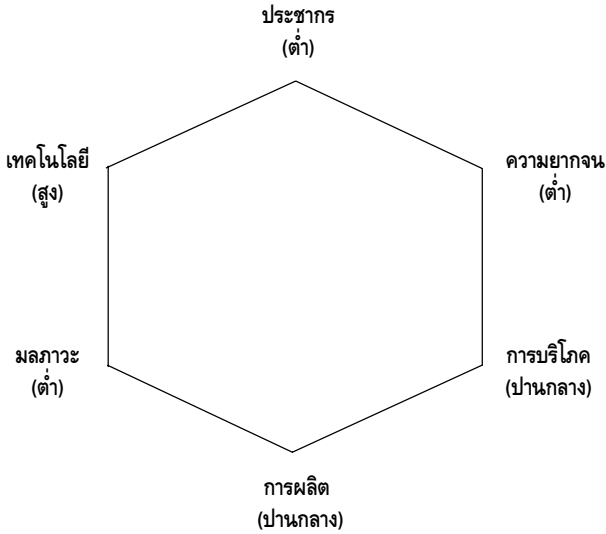 ประชากร
(ต่ำ)
เทคโนโลยี
(สูง)
ความยากจน
(ต่ำ)
มลภาวะ
(ต่ำ)
การบริโภค
(ปานกลาง)
การผลิต
(ปานกลาง)